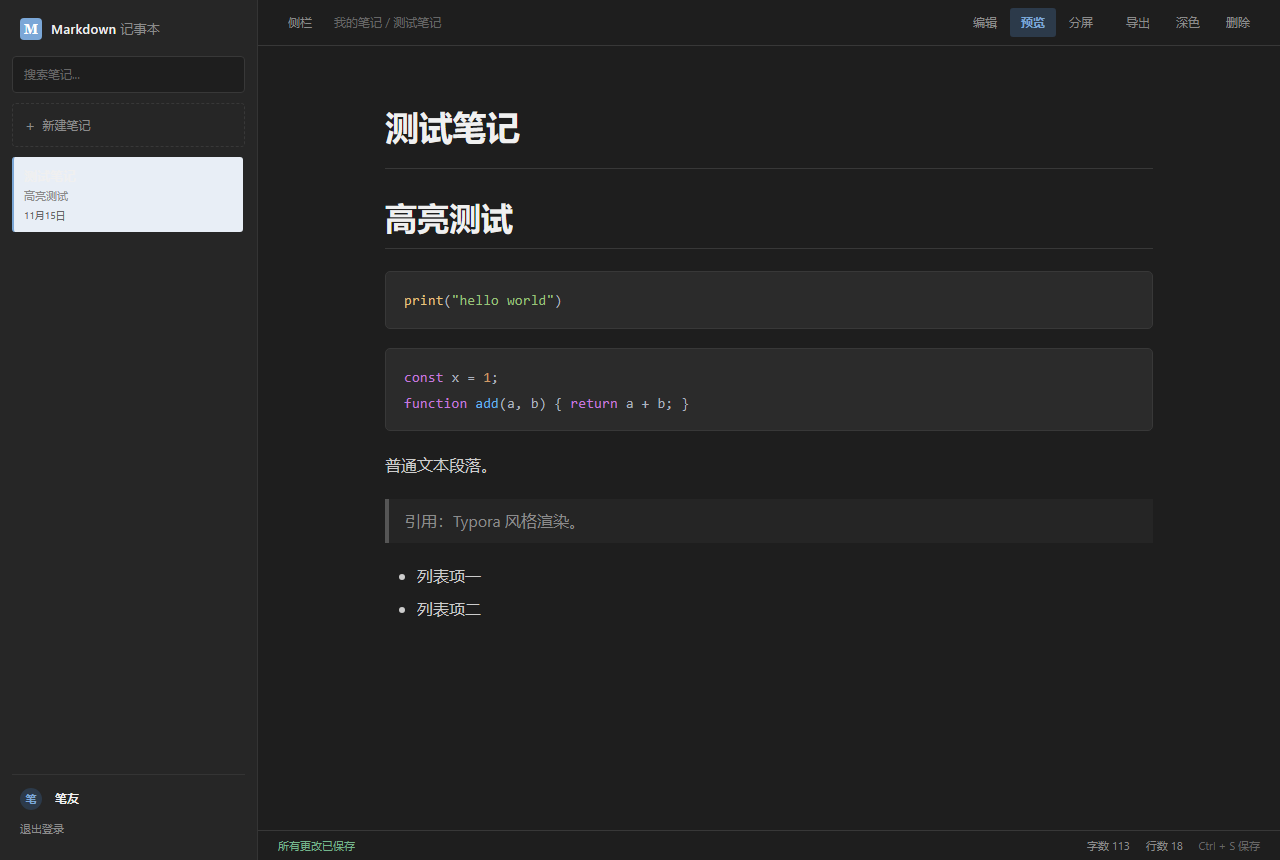 M Markdown 记事本
搜索笔记...
+ 新建笔记
测试笔记
高亮测试
11月15日
笔 笔友
退出登录
侧栏 我的笔记 / 测试笔记 编辑 预览 分屏 导出 深色 删除
测试笔记
高亮测试
print("hello world")
const x = 1;
function add(a, b) { return a + b; }
普通文本段落。
引用：Typora 风格渲染。
列表项一
列表项二
所有更改已保存 字数 113 行数 18 Ctrl + S 保存